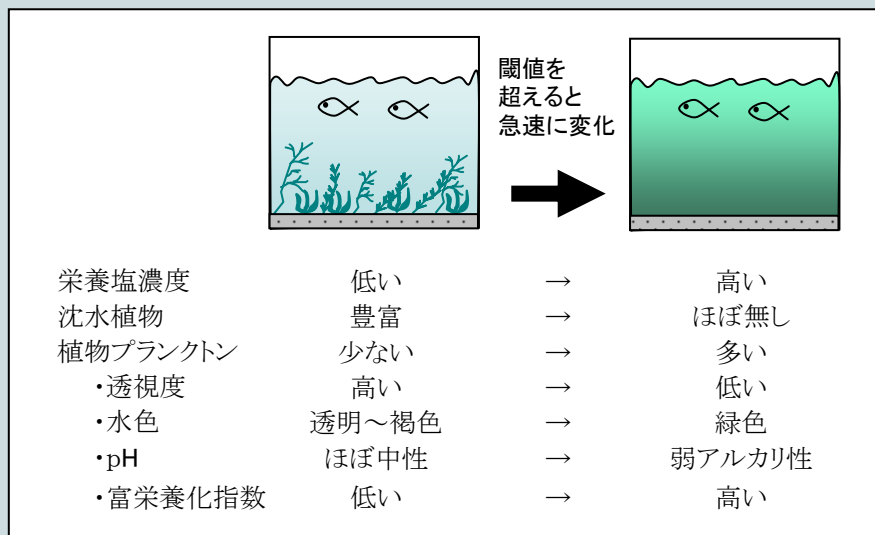 閾値を
超えると
急速に変化
栄養塩濃度 低い → 高い
沈水植物 豊富 → ほぼ無し
植物プランクトン 少ない → 多い
・透視度 高い → 低い
・水色 透明～褐色 → 緑色
・pH ほぼ中性 → 弱アルカリ性
・富栄養化指数 低い → 高い